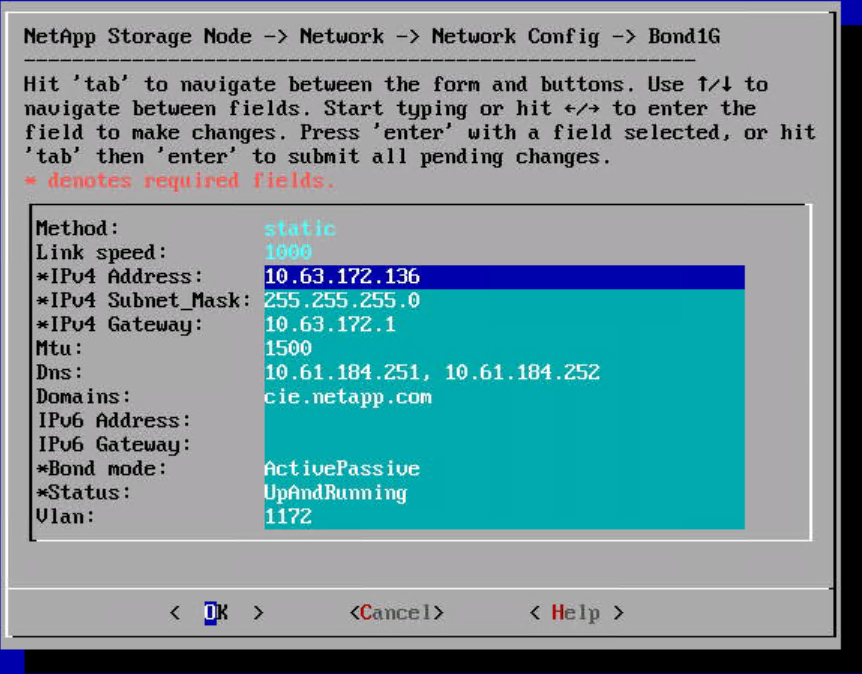 NetApp Storage Node -> Network -> Network Config -> Bond1G
Hit 'tab' to navigate between the form and buttons. Use ↑/↓ to
navigate between fields. Start typing or hit ←/→ to enter the
field to make changes. Press 'enter' with a field selected, or hit
'tab' then 'enter' to submit all pending changes.
* denotes required fields.
Method: static
Link speed: 1000
*IPv4 Address: 10.63.172.136
*IPv4 Subnet_Mask: 255.255.255.0
*IPv4 Gateway: 10.63.172.1
Mtu: 1500
Dns: 10.61.184.251, 10.61.184.252
Domains: cie.netapp.com
IPv6 Address:
IPv6 Gateway:
*Bond mode: ActivePassive
*Status: UpAndRunning
Vlan: 1172
< OK > <Cancel> < Help >